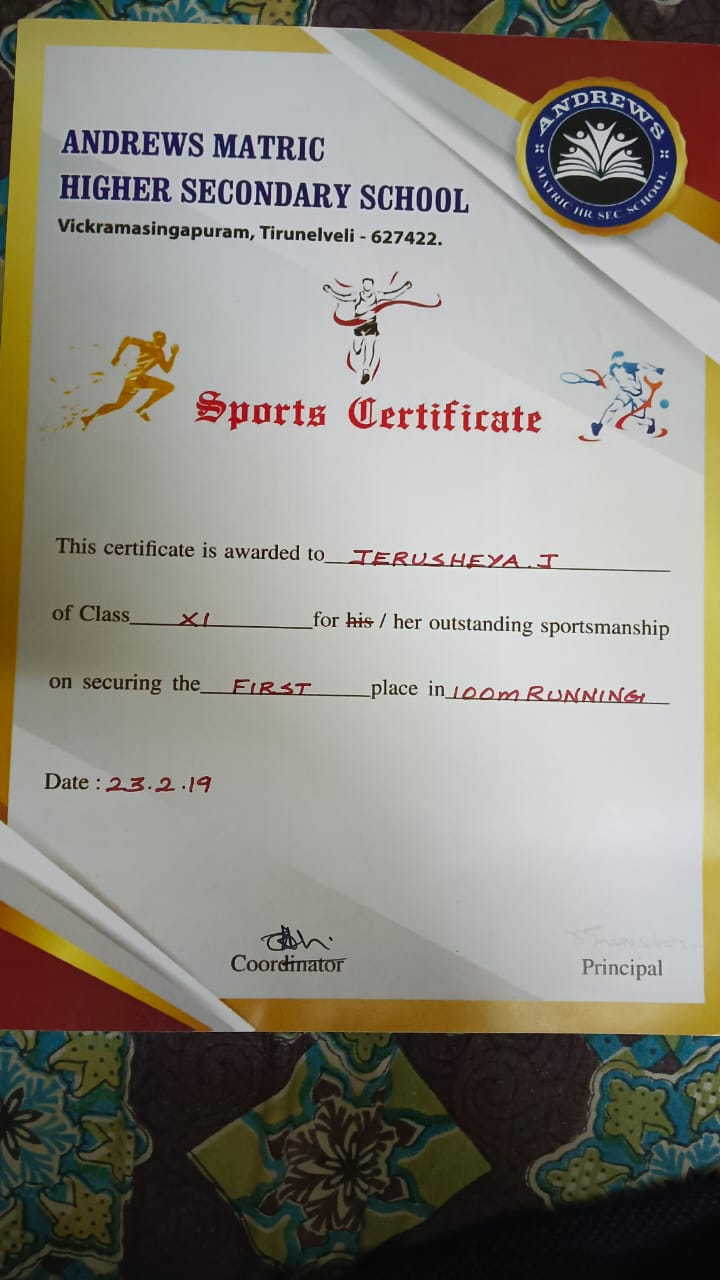 ANDREWS MATRIC
HIGHER SECONDARY SCHOOL
Vickramasingapuram, Tirunelveli - 627422.
ANDREWS
MATRIC HR SEC SCHOOL
Sports Certificate
This certificate is awarded to JERUSHEYA.J
of Class XI for his / her outstanding sportsmanship
on securing the FIRST place in 100m RUNNING
Date : 23.2.19
Coordinator
Principal